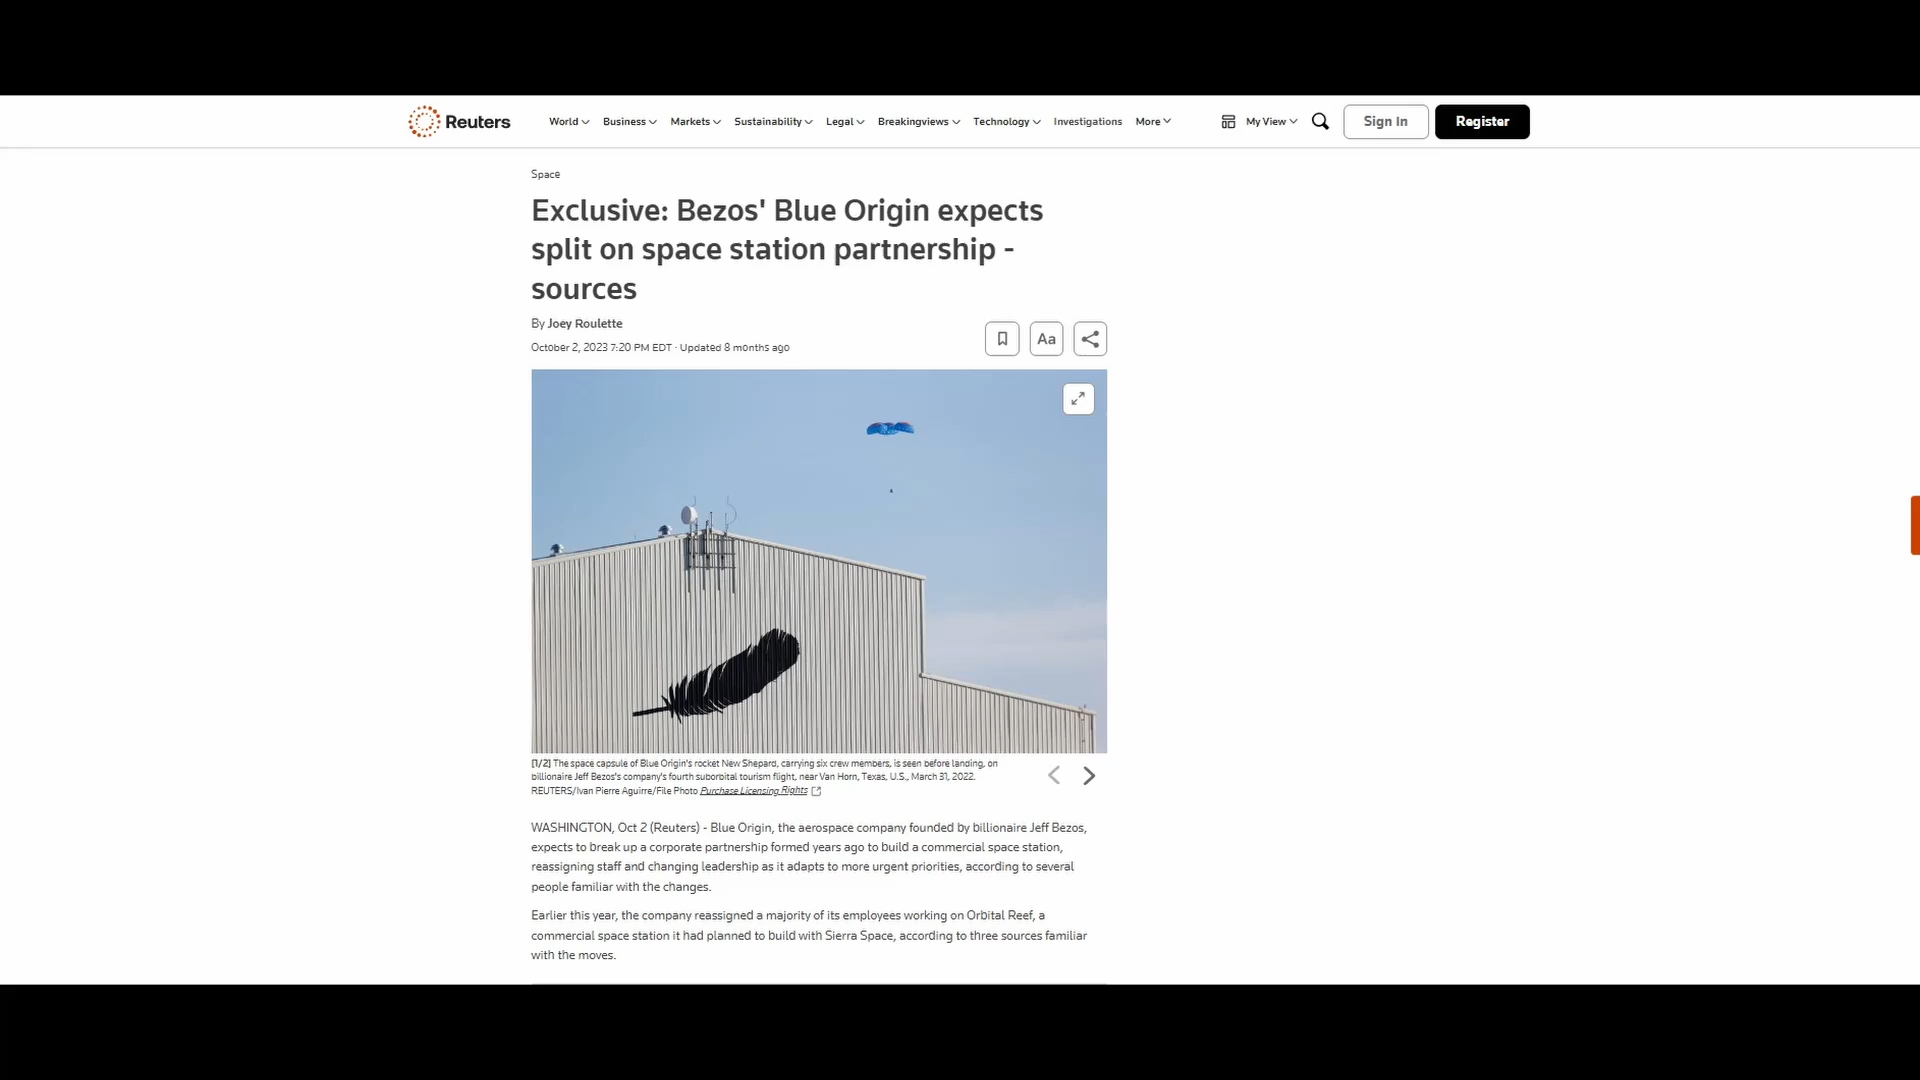 Reuters
World Business Markets Sustainability Legal Breakingviews Technology Investigations More
My View
Sign In
Register
Space
Exclusive: Bezos' Blue Origin expects
split on space station partnership -
sources
By Joey Roulette
October 2, 2023 7:20 PM EDT · Updated 8 months ago
Aa
[1/2] The space capsule of Blue Origin's rocket New Shepard, carrying six crew members, is seen before landing, on
billionaire Jeff Bezos's company's fourth suborbital tourism flight, near Van Horn, Texas, U.S., March 31, 2022.
REUTERS/Ivan Pierre Aguirre/File Photo Purchase Licensing Rights
WASHINGTON, Oct 2 (Reuters) - Blue Origin, the aerospace company founded by billionaire Jeff Bezos,
expects to break up a corporate partnership formed years ago to build a commercial space station,
reassigning staff and changing leadership as it adapts to more urgent priorities, according to several
people familiar with the changes.
Earlier this year, the company reassigned a majority of its employees working on Orbital Reef, a
commercial space station it had planned to build with Sierra Space, according to three sources familiar
with the moves.